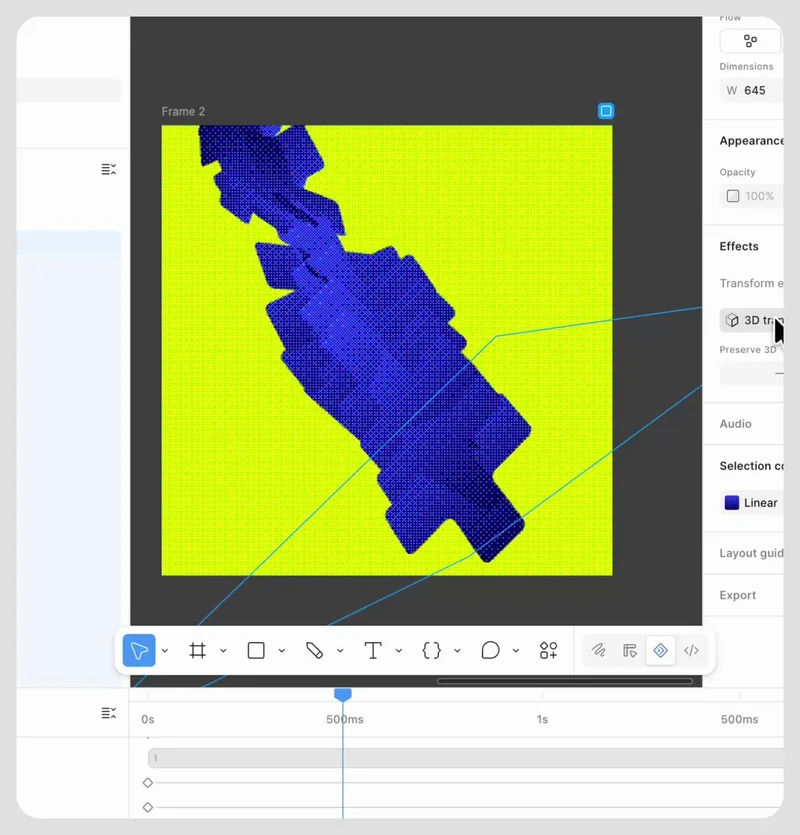 Flow
Dimensions
W 645
Frame 2
Appearance
Opacity
100%
Effects
Transform e
3D tran
Preserve 3D
Audio
Selection co
Linear
Layout guid
Export
0s
500ms
1s
500ms